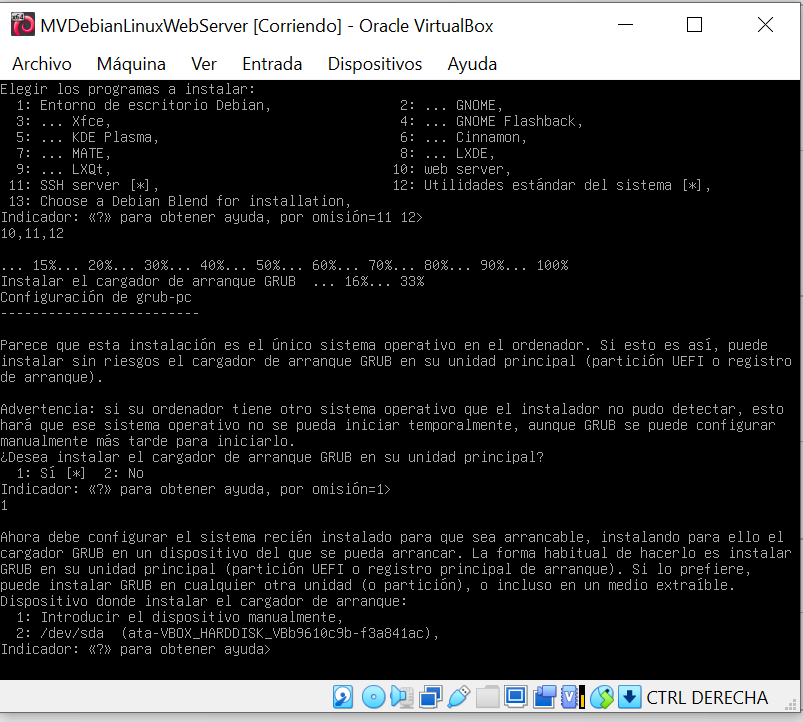 MVDebianLinuxWebServer [Corriendo] - Oracle VirtualBox
Archivo Máquina Ver Entrada Dispositivos Ayuda
Elegir los programas a instalar:
1: Entorno de escritorio Debian, 2: ... GNOME,
3: ... Xfce, 4: ... GNOME Flashback,
5: ... KDE Plasma, 6: ... Cinnamon,
7: ... MATE, 8: ... LXDE,
9: ... LXQt, 10: web server,
11: SSH server [*], 12: Utilidades estándar del sistema [*],
13: Choose a Debian Blend for installation,
Indicador: «?» para obtener ayuda, por omisión=11 12>
10,11,12
... 15%... 20%... 30%... 40%... 50%... 60%... 70%... 80%... 90%... 100%
Instalar el cargador de arranque GRUB ... 16%... 33%
Configuración de grub-pc
-------------------------
Parece que esta instalación es el único sistema operativo en el ordenador. Si esto es así, puede
instalar sin riesgos el cargador de arranque GRUB en su unidad principal (partición UEFI o registro
de arranque).
Advertencia: si su ordenador tiene otro sistema operativo que el instalador no pudo detectar, esto
hará que ese sistema operativo no se pueda iniciar temporalmente, aunque GRUB se puede configurar
manualmente más tarde para iniciarlo.
¿Desea instalar el cargador de arranque GRUB en su unidad principal?
1: Sí [*] 2: No
Indicador: «?» para obtener ayuda, por omisión=1>
1
Ahora debe configurar el sistema recién instalado para que sea arrancable, instalando para ello el
cargador GRUB en un dispositivo del que se pueda arrancar. La forma habitual de hacerlo es instalar
GRUB en su unidad principal (partición UEFI o registro principal de arranque). Si lo prefiere,
puede instalar GRUB en cualquier otra unidad (o partición), o incluso en un medio extraíble.
Dispositivo donde instalar el cargador de arranque:
1: Introducir el dispositivo manualmente,
2: /dev/sda (ata-VBOX_HARDDISK_VBb9610c9b-f3a841ac),
Indicador: «?» para obtener ayuda>
CTRL DERECHA